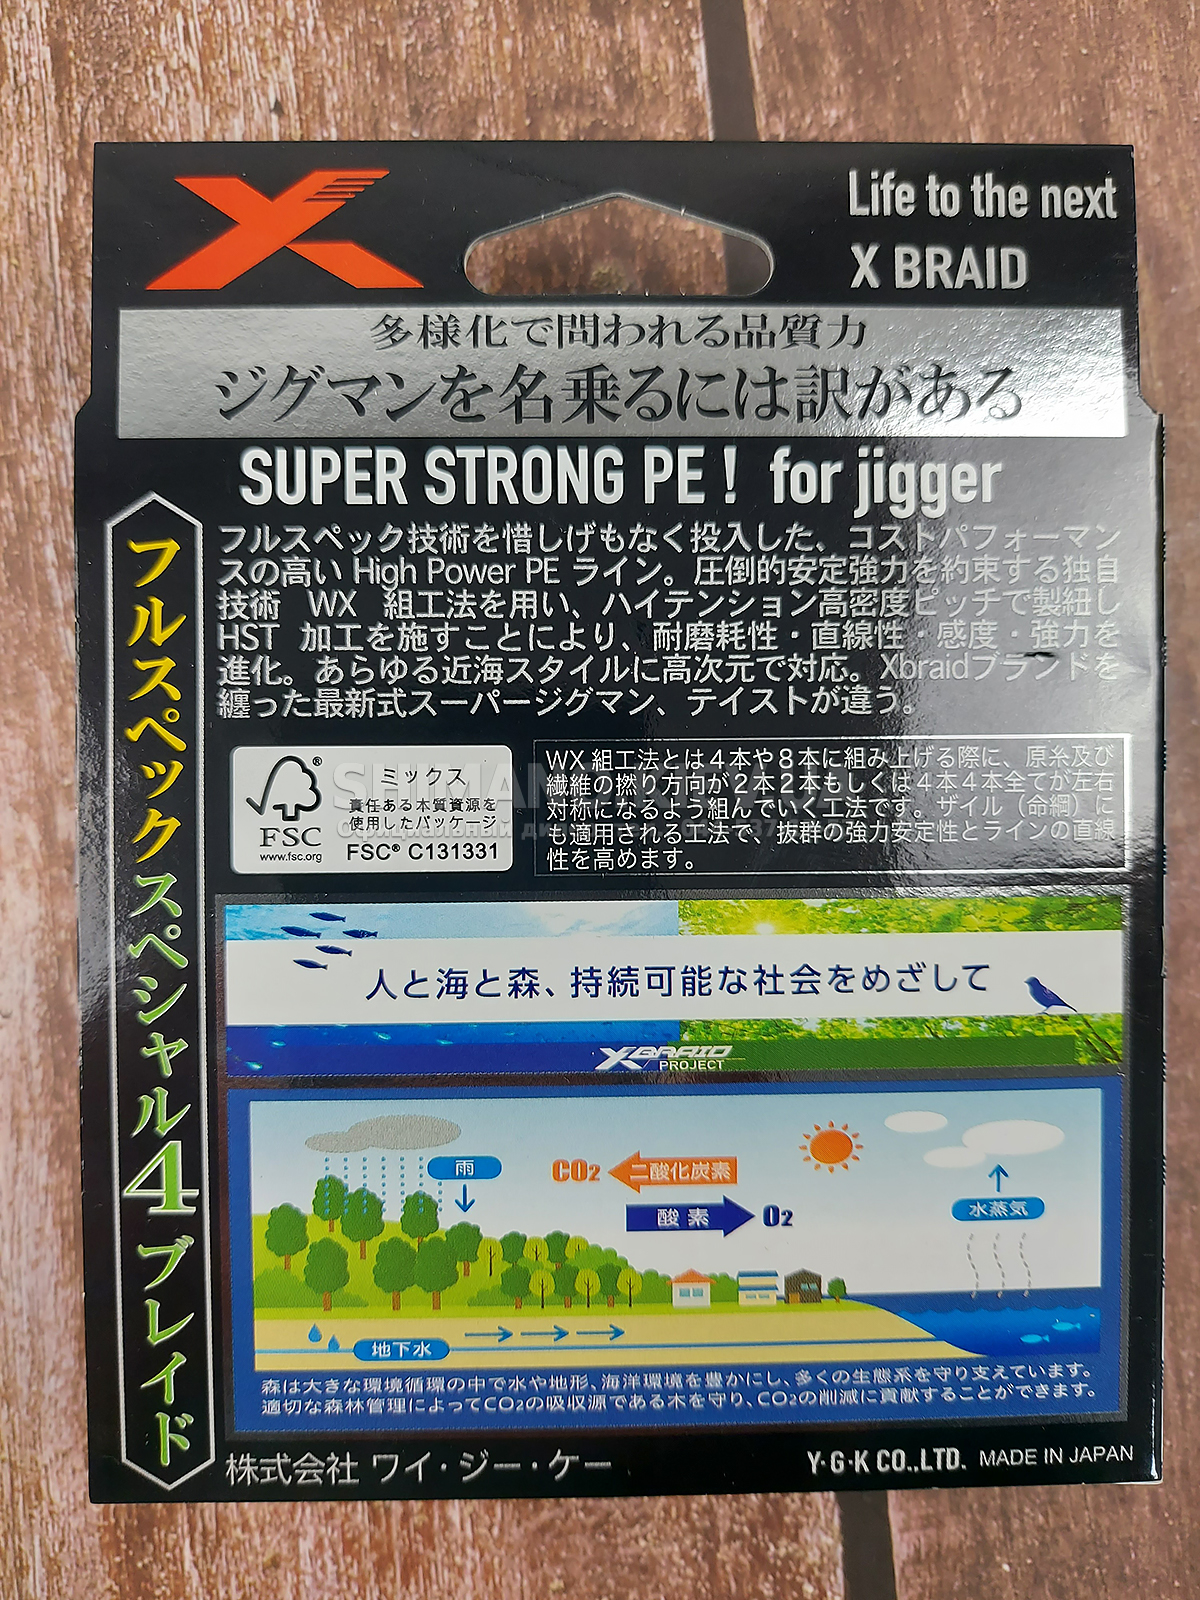 Life to the next
X BRAID
多様化で問われる品質力
ジグマンを名乗るには訳がある
SUPER STRONG PE! for jigger
フルスペックスペシャル4ブレイド
フルスペック技術を惜しげもなく投入した、コストパフォーマン
スの高い High Power PE ライン。圧倒的安定強力を約束する独自
技術 WX 組工法を用い、ハイテンション高密度ピッチで製紐し
HST 加工を施すことにより、耐磨耗性・直線性・感度・強力を
進化。あらゆる近海スタイルに高次元で対応。Xbraidブランドを
纏った最新式スーパージグマン、テイストが違う。
FSC
www.fsc.org
ミックス
責任ある木質資源を
使用したパッケージ
FSC® C131331
WX 組工法とは4本や8本に組み上げる際に、原糸及び
繊維の撚り方向が2本2本もしくは4本4本全てが左右
対称になるよう組んでいく工法です。ザイル（命綱）に
も適用される工法で、抜群の強力安定性とラインの直線
性を高めます。
人と海と森、持続可能な社会をめざして
XBRAID
PROJECT
雨
CO2 二酸化炭素
酸素 O2
水蒸気
地下水
森は大きな環境循環の中で水や地形、海洋環境を豊かにし、多くの生態系を守り支えています。
適切な森林管理によってCO2の吸収源である木を守り、CO2の削減に貢献することができます。
株式会社 ワイ・ジー・ケー
Y·G·K CO.,LTD. MADE IN JAPAN